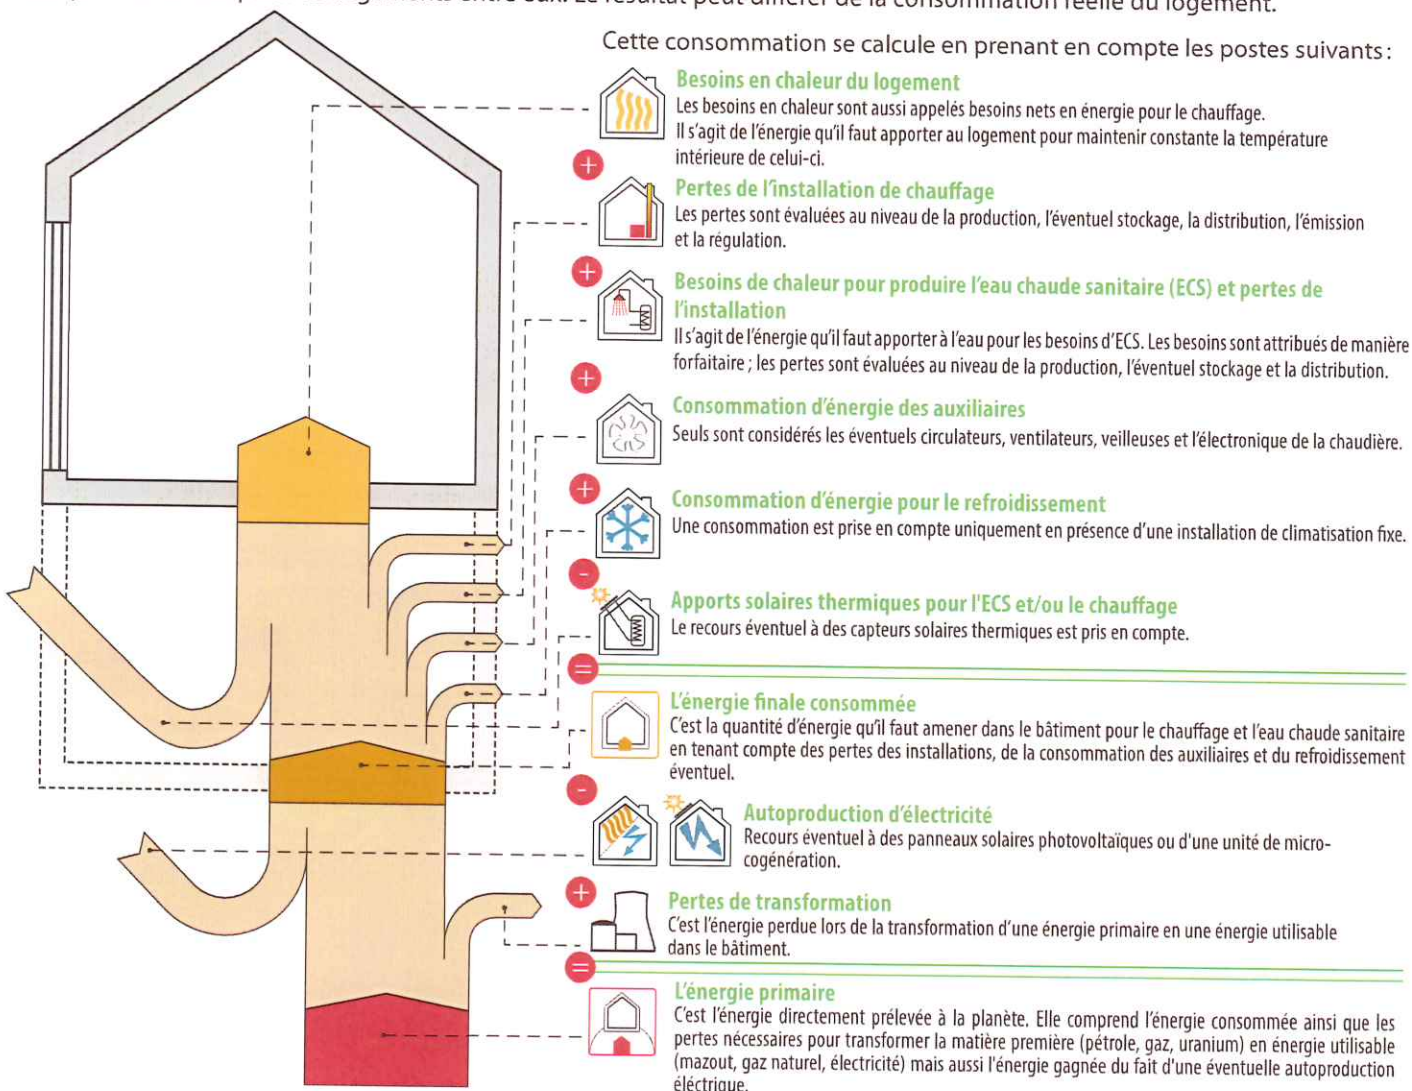 la consommation réelle du logement.
Cette consommation se calcule en prenant en compte les postes suivants :
Besoins en chaleur du logement
Les besoins en chaleur sont aussi appelés besoins nets en énergie pour le chauffage.
Il s'agit de l'énergie qu'il faut apporter au logement pour maintenir constante la température
intérieure de celui-ci.
+
Pertes de l'installation de chauffage
Les pertes sont évaluées au niveau de la production, l'éventuel stockage, la distribution, l'émission
et la régulation.
+
Besoins de chaleur pour produire l'eau chaude sanitaire (ECS) et pertes de
l'installation
Il s'agit de l'énergie qu'il faut apporter à l'eau pour les besoins d'ECS. Les besoins sont attribués de manière
forfaitaire ; les pertes sont évaluées au niveau de la production, l'éventuel stockage et la distribution.
+
Consommation d'énergie des auxiliaires
Seuls sont considérés les éventuels circulateurs, ventilateurs, veilleuses et l'électronique de la chaudière.
+
Consommation d'énergie pour le refroidissement
Une consommation est prise en compte uniquement en présence d'une installation de climatisation fixe.
-
Apports solaires thermiques pour l'ECS et/ou le chauffage
Le recours éventuel à des capteurs solaires thermiques est pris en compte.
=
L'énergie finale consommée
C'est la quantité d'énergie qu'il faut amener dans le bâtiment pour le chauffage et l'eau chaude sanitaire
en tenant compte des pertes des installations, de la consommation des auxiliaires et du refroidissement
éventuel.
-
Autoproduction d'électricité
Recours éventuel à des panneaux solaires photovoltaïques ou d'une unité de micro-
cogénération.
+
Pertes de transformation
C'est l'énergie perdue lors de la transformation d'une énergie primaire en une énergie utilisable
dans le bâtiment.
=
L'énergie primaire
C'est l'énergie directement prélevée à la planète. Elle comprend l'énergie consommée ainsi que les
pertes nécessaires pour transformer la matière première (pétrole, gaz, uranium) en énergie utilisable
(mazout, gaz naturel, électricité) mais aussi l'énergie gagnée du fait d'une éventuelle autoproduction
éléctrique.